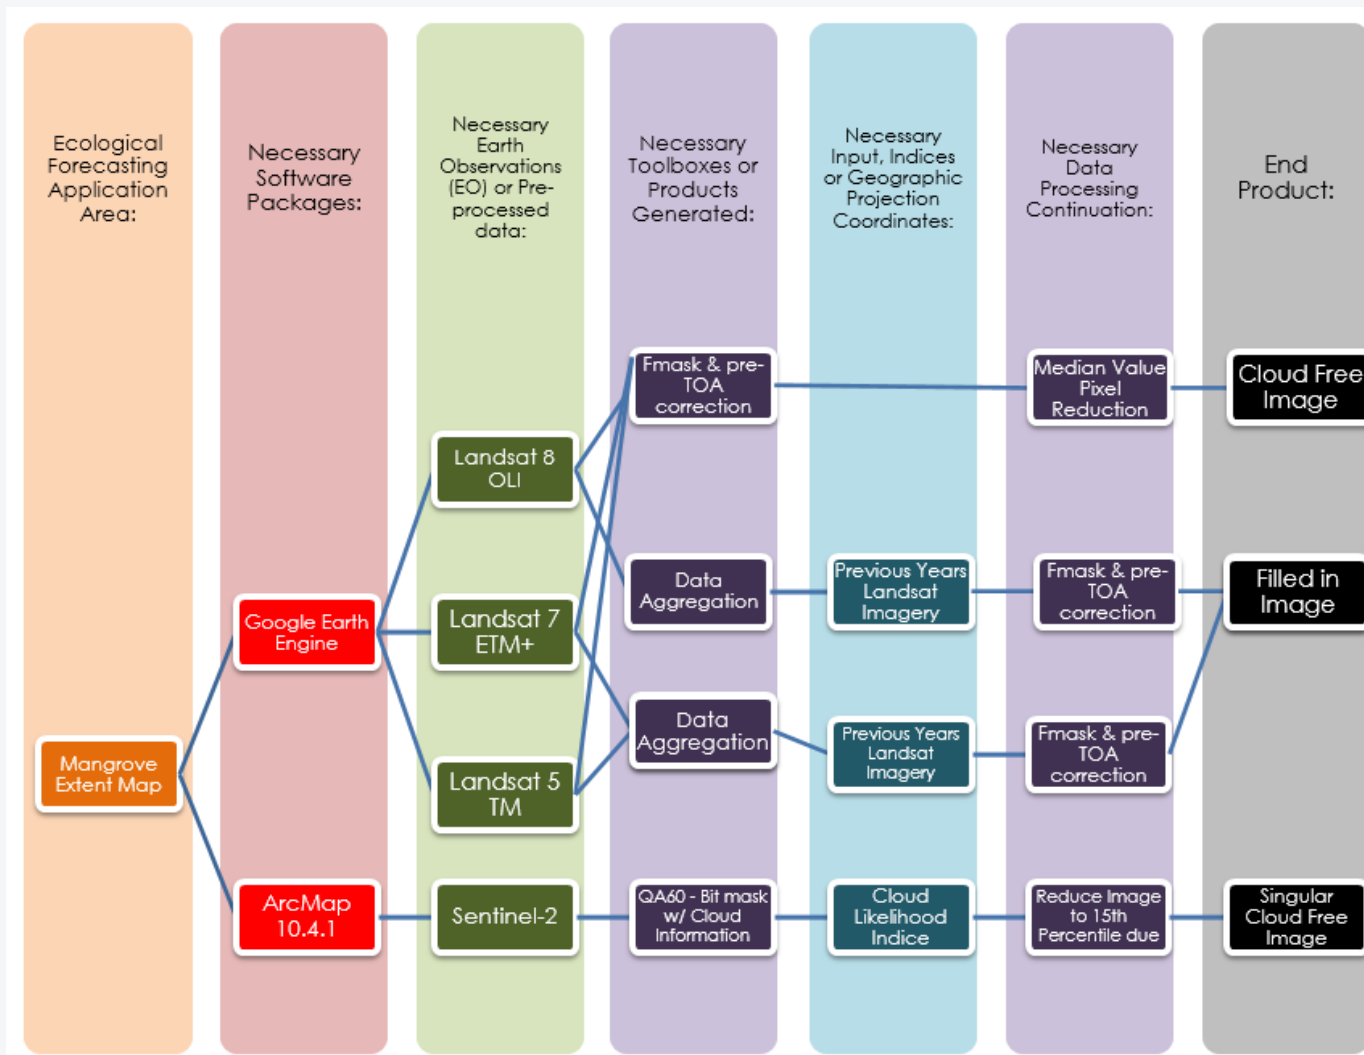 Ecological
Forecasting
Application
Area:
Necessary
Software
Packages:
Necessary
Earth
Observations
(EO) or Pre-
processed
data:
Necessary
Toolboxes or
Products
Generated:
Necessary
Input, Indices
or Geographic
Projection
Coordinates:
Necessary
Data
Processing
Continuation:
End
Product:
Fmask & pre-
TOA
correction
Median Value
Pixel
Reduction
Cloud Free
Image
Landsat 8
OLI
Data
Aggregation
Previous Years
Landsat
Imagery
Fmask & pre-
TOA
correction
Filled in
Image
Google Earth
Engine
Landsat 7
ETM+
Data
Aggregation
Previous Years
Landsat
Imagery
Fmask & pre-
TOA
correction
Mangrove
Extent Map
Landsat 5
TM
ArcMap
10.4.1
Sentinel-2
QA60 - Bit mask
w/ Cloud
Information
Cloud
Likelihood
Indice
Reduce Image
to 15th
Percentile due
Singular
Cloud Free
Image